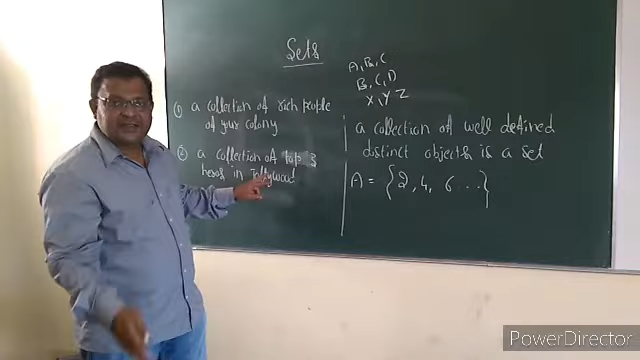 Sets
A, B, C
B, C, D
X, Y Z
① a collection of rich people
of your colony
② a collection of top 3
heros in Tollywood
a collection of well defined
distinct objects is a set
A = {2, 4, 6 ...}
PowerDirector